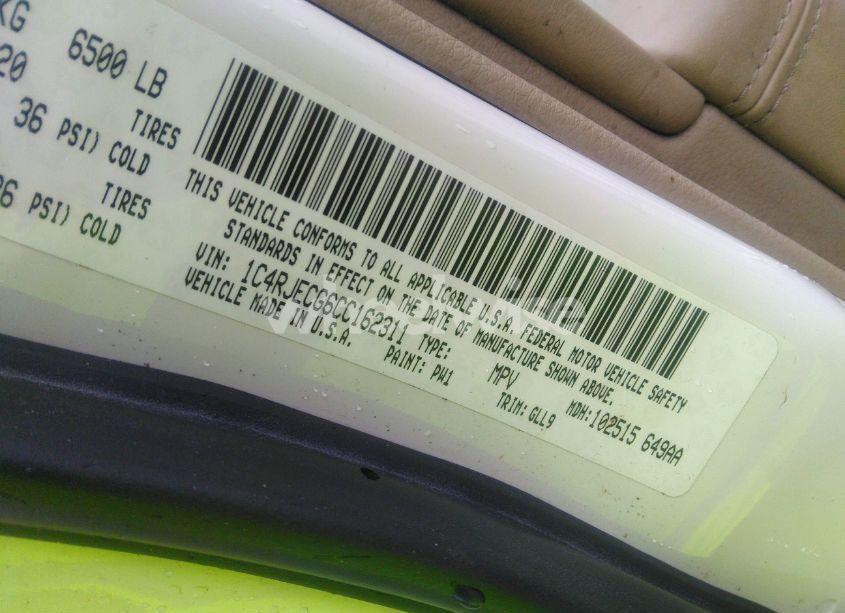 KG 6500 LB
20 TIRES
36 PSI) COLD
TIRES
36 PSI) COLD
THIS VEHICLE CONFORMS TO ALL APPLICABLE U.S.A. FEDERAL MOTOR VEHICLE SAFETY
STANDARDS IN EFFECT ON THE DATE OF MANUFACTURE SHOWN ABOVE.
VIN: 1C4RJECG6CC162311 TYPE: MPV MDH:102515 649AA
VEHICLE MADE IN U.S.A. PAINT: PW1 TRIM: GLL9